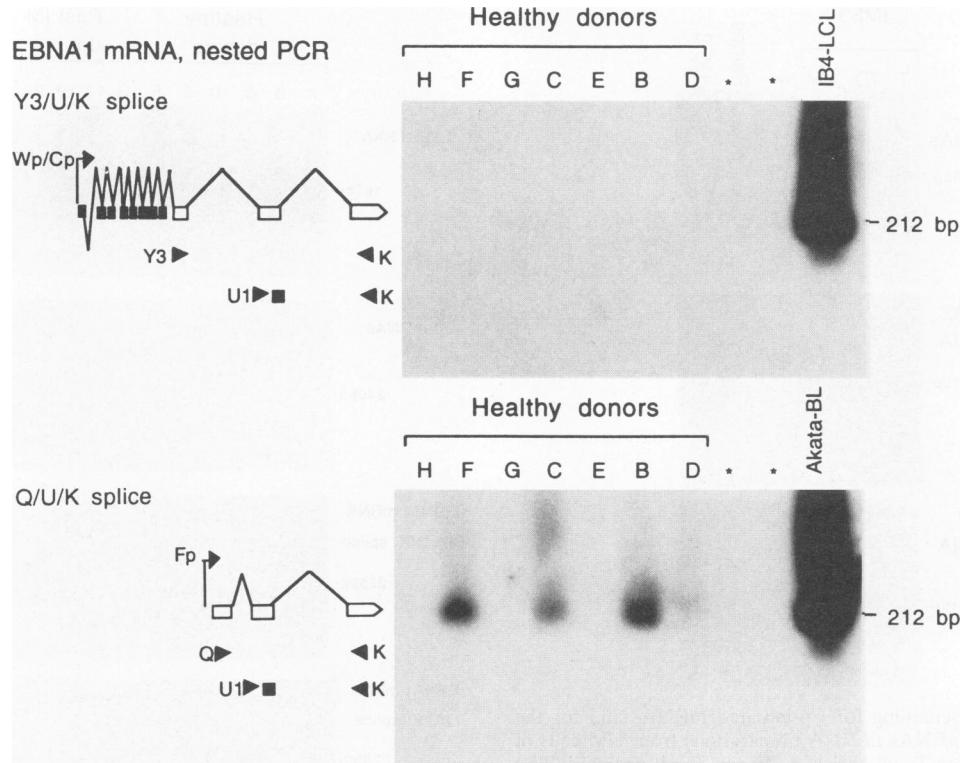 Healthy donors
EBNA1 mRNA, nested PCR
H F G C E B D * * IB4-LCL
Y3/U/K splice
Wp/Cp
212 bp
Y3 K
U1 K
Healthy donors
H F G C E B D * * Akata-BL
Q/U/K splice
Fp
212 bp
Q K
U1 K